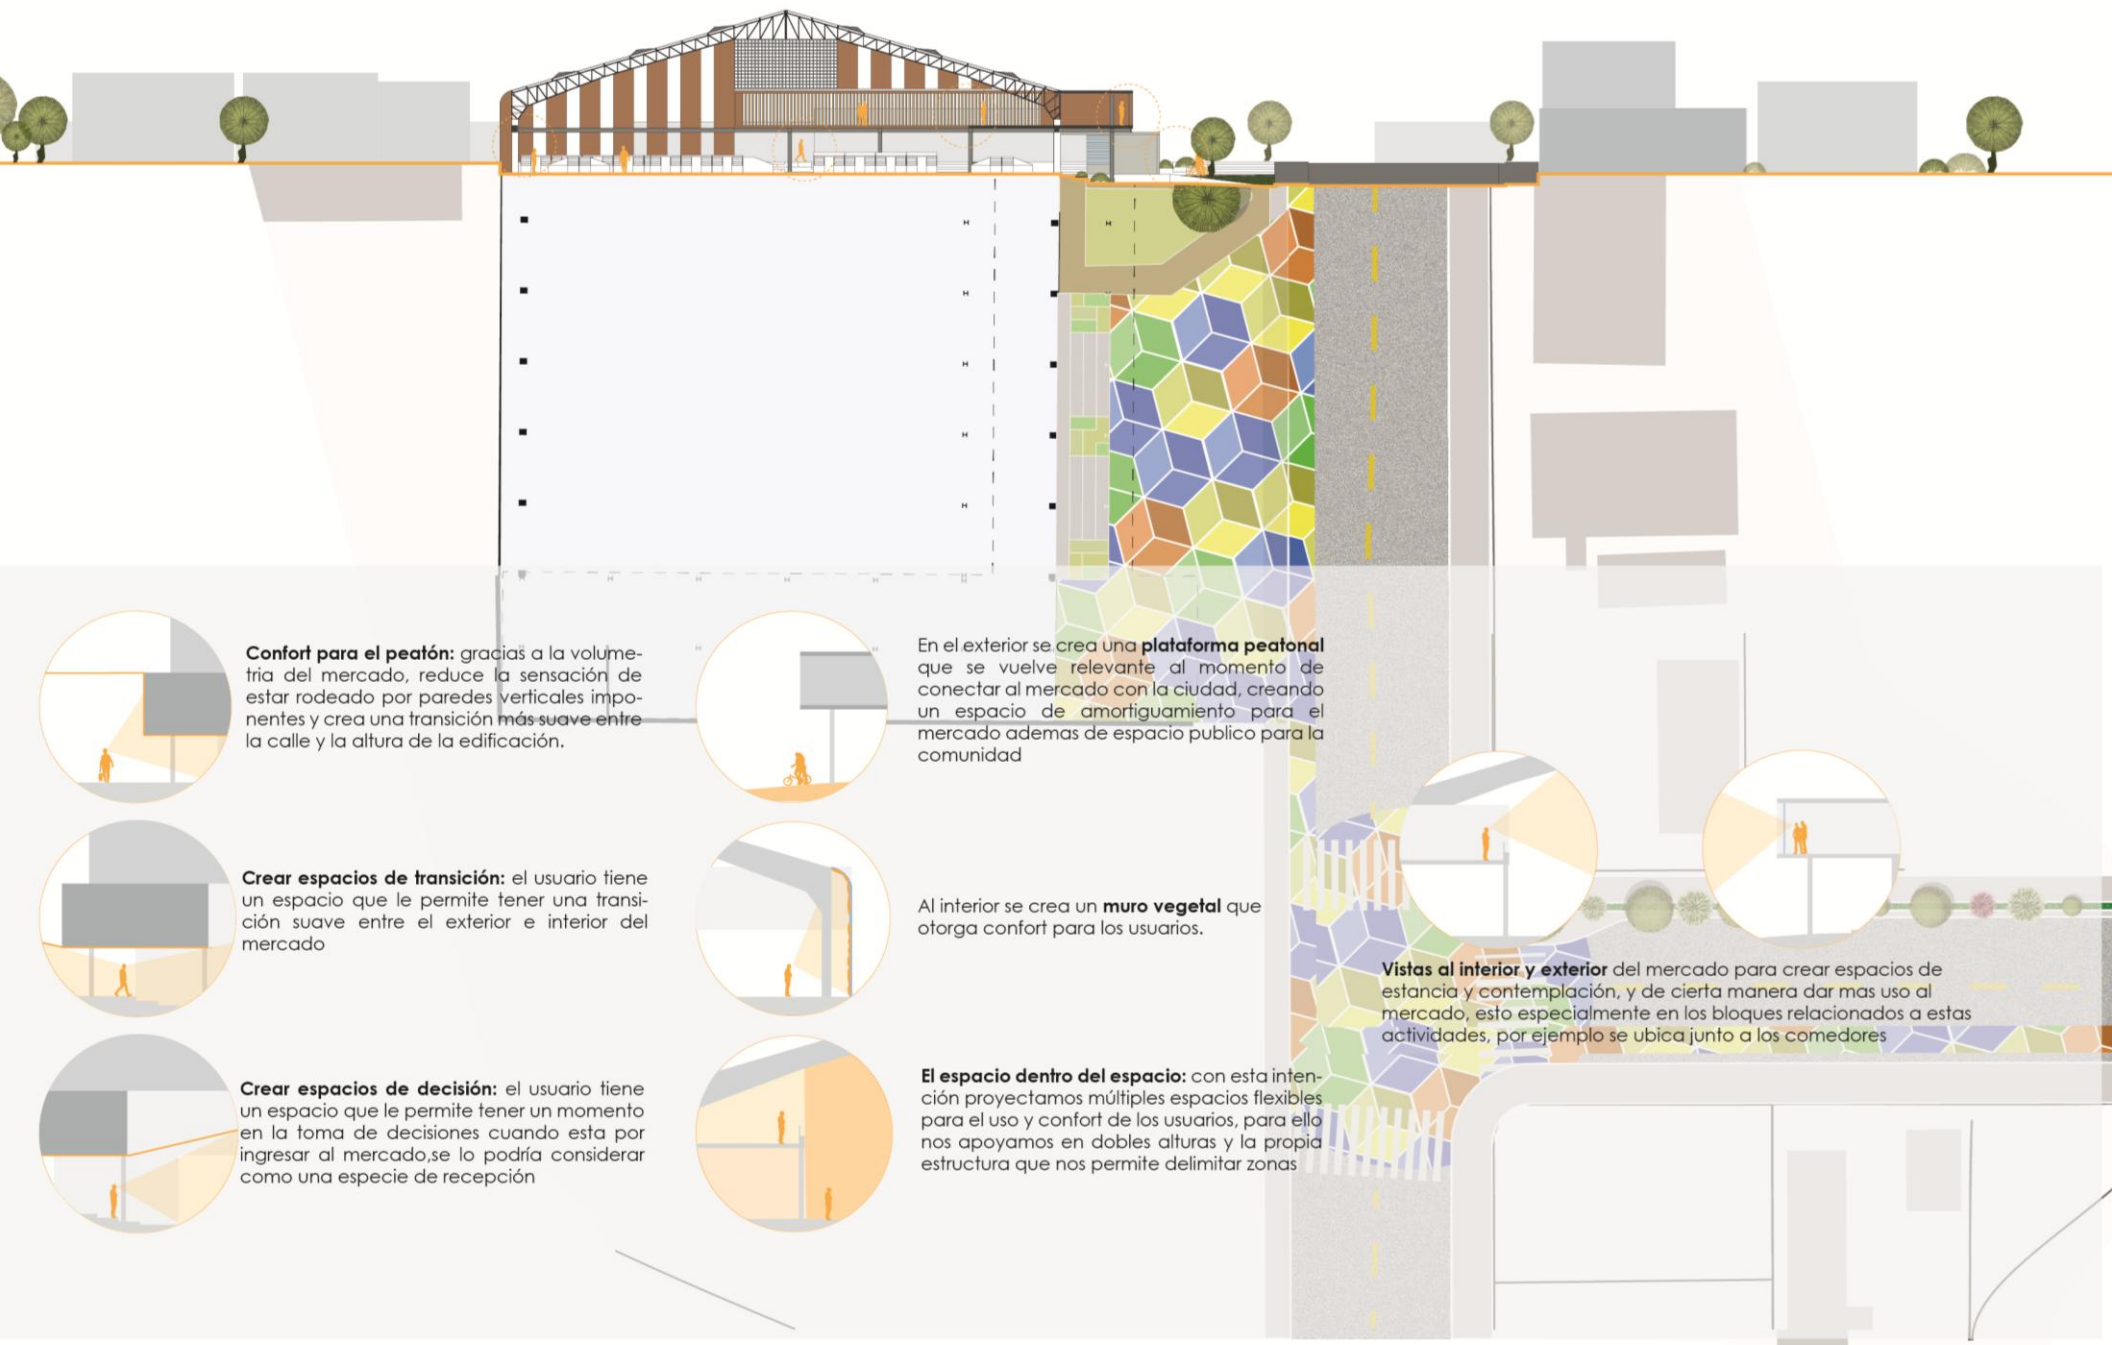 Confort para el peatón: gracias a la volume-
tria del mercado, reduce la sensación de
estar rodeado por paredes verticales impo-
nentes y crea una transición más suave entre
la calle y la altura de la edificación.
Crear espacios de transición: el usuario tiene
un espacio que le permite tener una transi-
ción suave entre el exterior e interior del
mercado
Crear espacios de decisión: el usuario tiene
un espacio que le permite tener un momento
en la toma de decisiones cuando esta por
ingresar al mercado,se lo podría considerar
como una especie de recepción
En el exterior se crea una plataforma peatonal
que se vuelve relevante al momento de
conectar al mercado con la ciudad, creando
un espacio de amortiguamiento para el
mercado ademas de espacio publico para la
comunidad
Al interior se crea un muro vegetal que
otorga confort para los usuarios.
El espacio dentro del espacio: con esta inten-
ción proyectamos múltiples espacios flexibles
para el uso y confort de los usuarios, para ello
nos apoyamos en dobles alturas y la propia
estructura que nos permite delimitar zonas
Vistas al interior y exterior del mercado para crear espacios de
estancia y contemplación, y de cierta manera dar mas uso al
mercado, esto especialmente en los bloques relacionados a estas
actividades, por ejemplo se ubica junto a los comedores